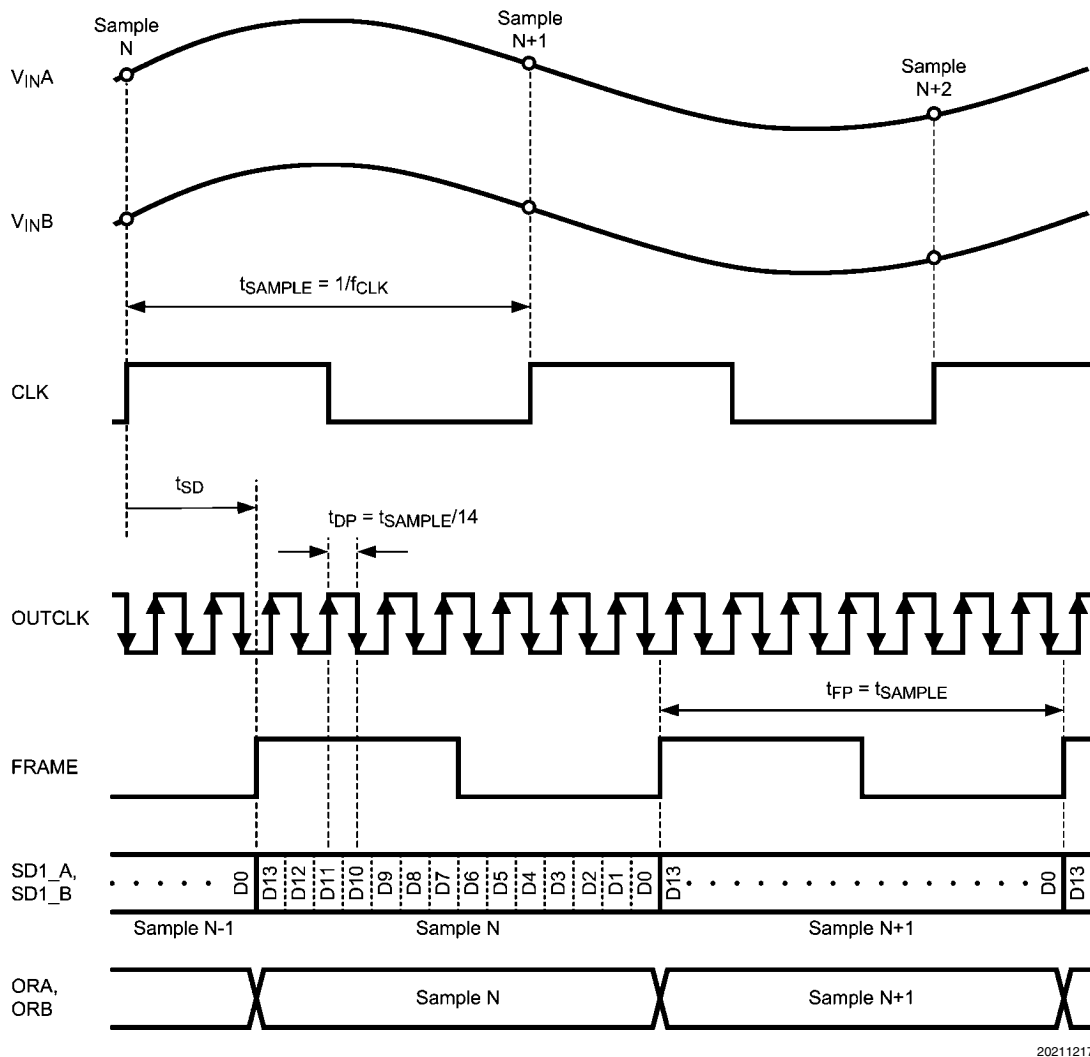 Sample
N
Sample
N+1
Sample
N+2
VINA
VINB
tSAMPLE = 1/fCLK
CLK
tSD
tDP = tSAMPLE/14
OUTCLK
tFP = tSAMPLE
FRAME
SD1_A,
SD1_B
D0 D13 D12 D11 D10 D9 D8 D7 D6 D5 D4 D3 D2 D1 D0 D13 D0 D13
Sample N-1 Sample N Sample N+1
ORA,
ORB
Sample N Sample N+1
20211217